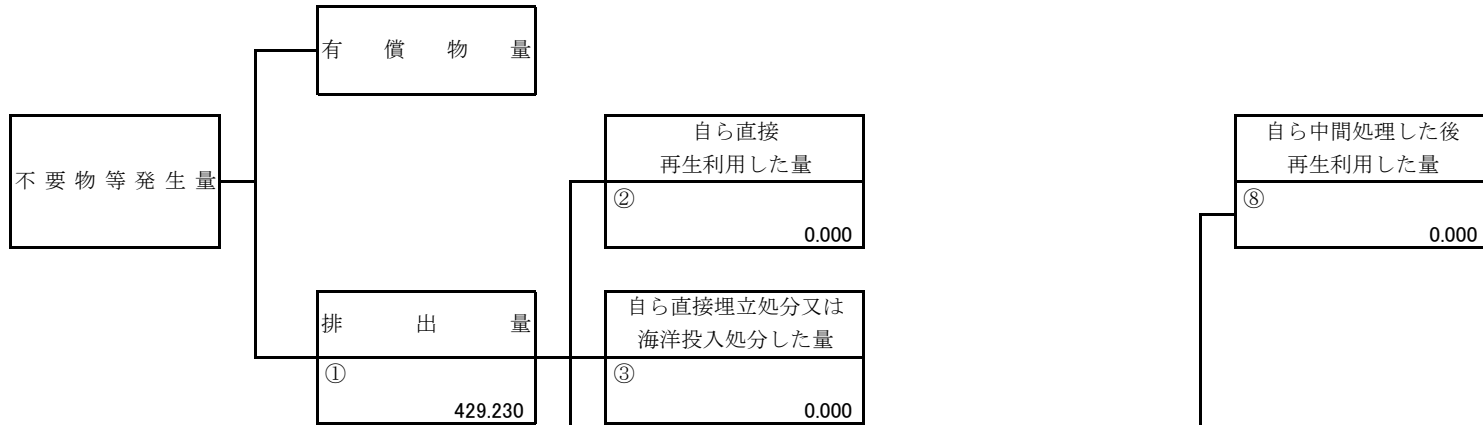 有償物量
不要物等発生量
自ら直接
再生利用した量
②
0.000
自ら中間処理した後
再生利用した量
⑧
0.000
排出量
①
429.230
自ら直接埋立処分又は
海洋投入処分した量
③
0.000